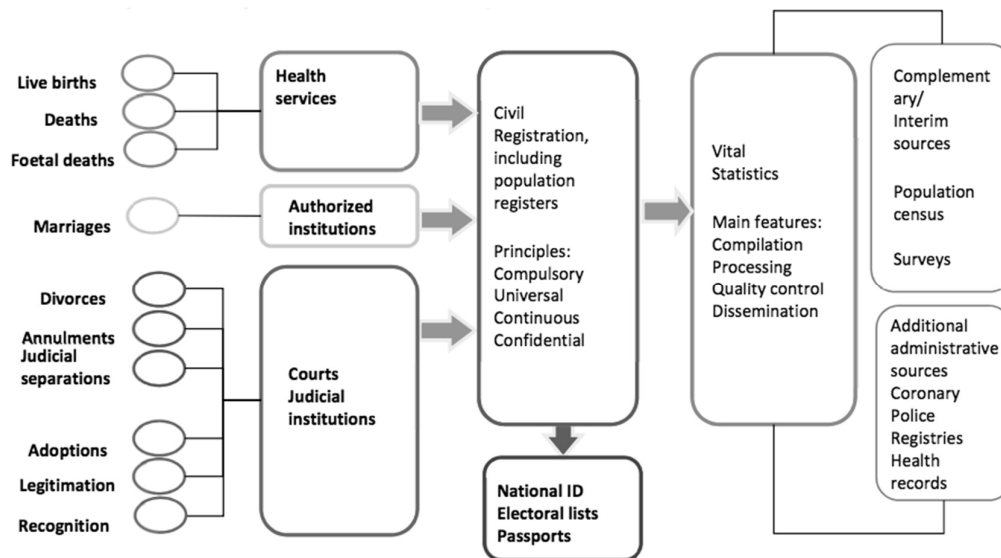 Live births
Deaths
Foetal deaths
Marriages
Divorces
Annulments
Judicial
separations
Adoptions
Legitimation
Recognition
Health
services
Authorized
institutions
Courts
Judicial
institutions
Civil
Registration,
including
population
registers
Principles:
Compulsory
Universal
Continuous
Confidential
National ID
Electoral lists
Passports
Vital
Statistics
Main features:
Compilation
Processing
Quality control
Dissemination
Complement
ary/
Interim
sources
Population
census
Surveys
Additional
administrative
sources
Coronary
Police
Registries
Health
records